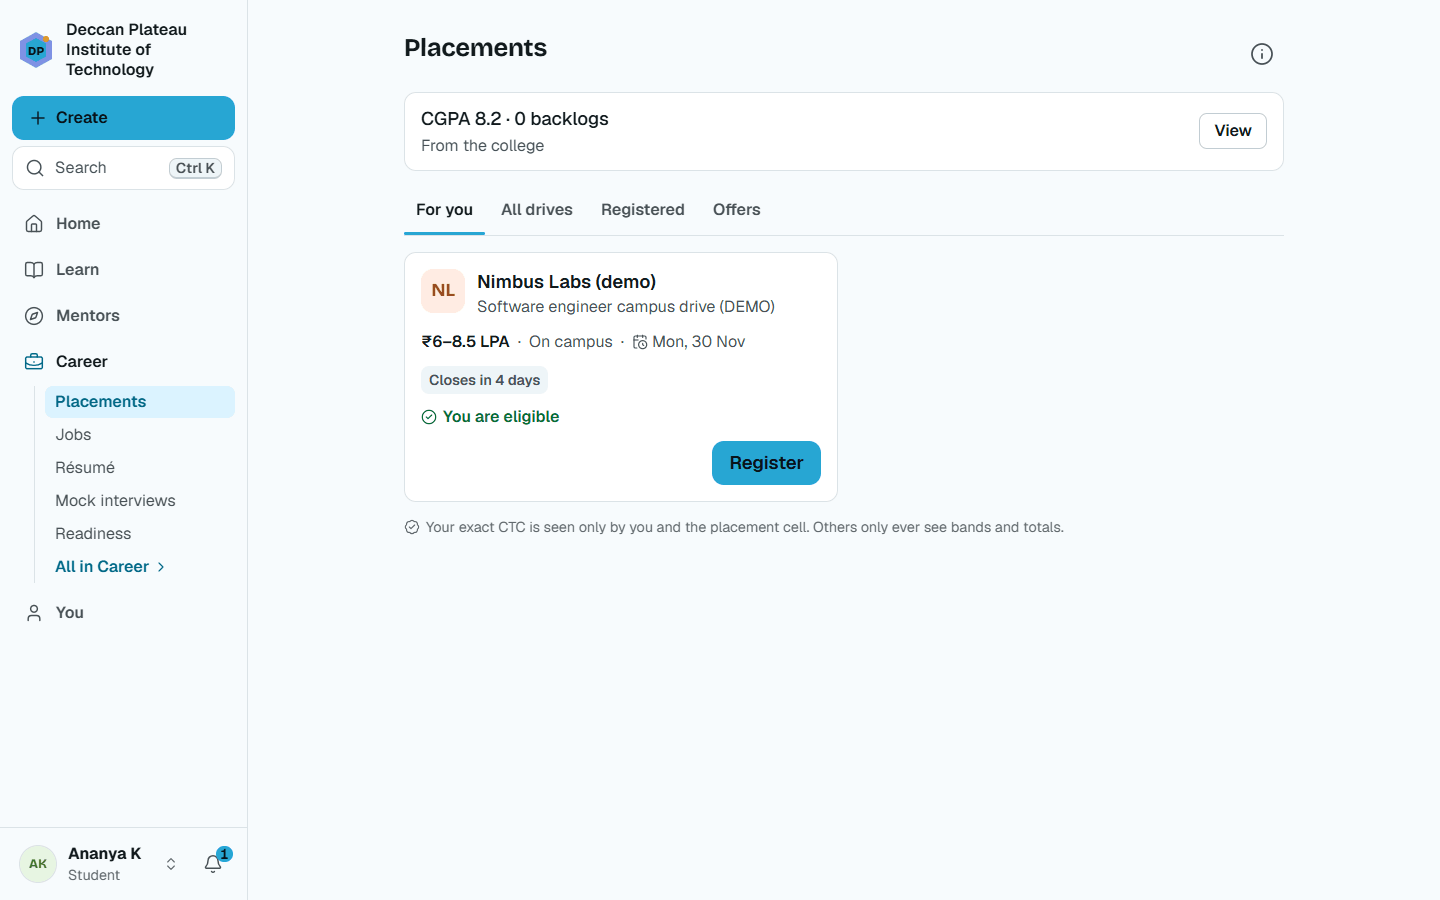 DP
Deccan Plateau
Institute of
Technology
Create
Search Ctrl K
Home
Learn
Mentors
Career
Placements
Jobs
Résumé
Mock interviews
Readiness
All in Career
You
AK
Ananya K
Student
1
Placements
CGPA 8.2 · 0 backlogs
From the college
View
For you All drives Registered Offers
NL
Nimbus Labs (demo)
Software engineer campus drive (DEMO)
₹6–8.5 LPA · On campus · Mon, 30 Nov
Closes in 4 days
You are eligible
Register
Your exact CTC is seen only by you and the placement cell. Others only ever see bands and totals.